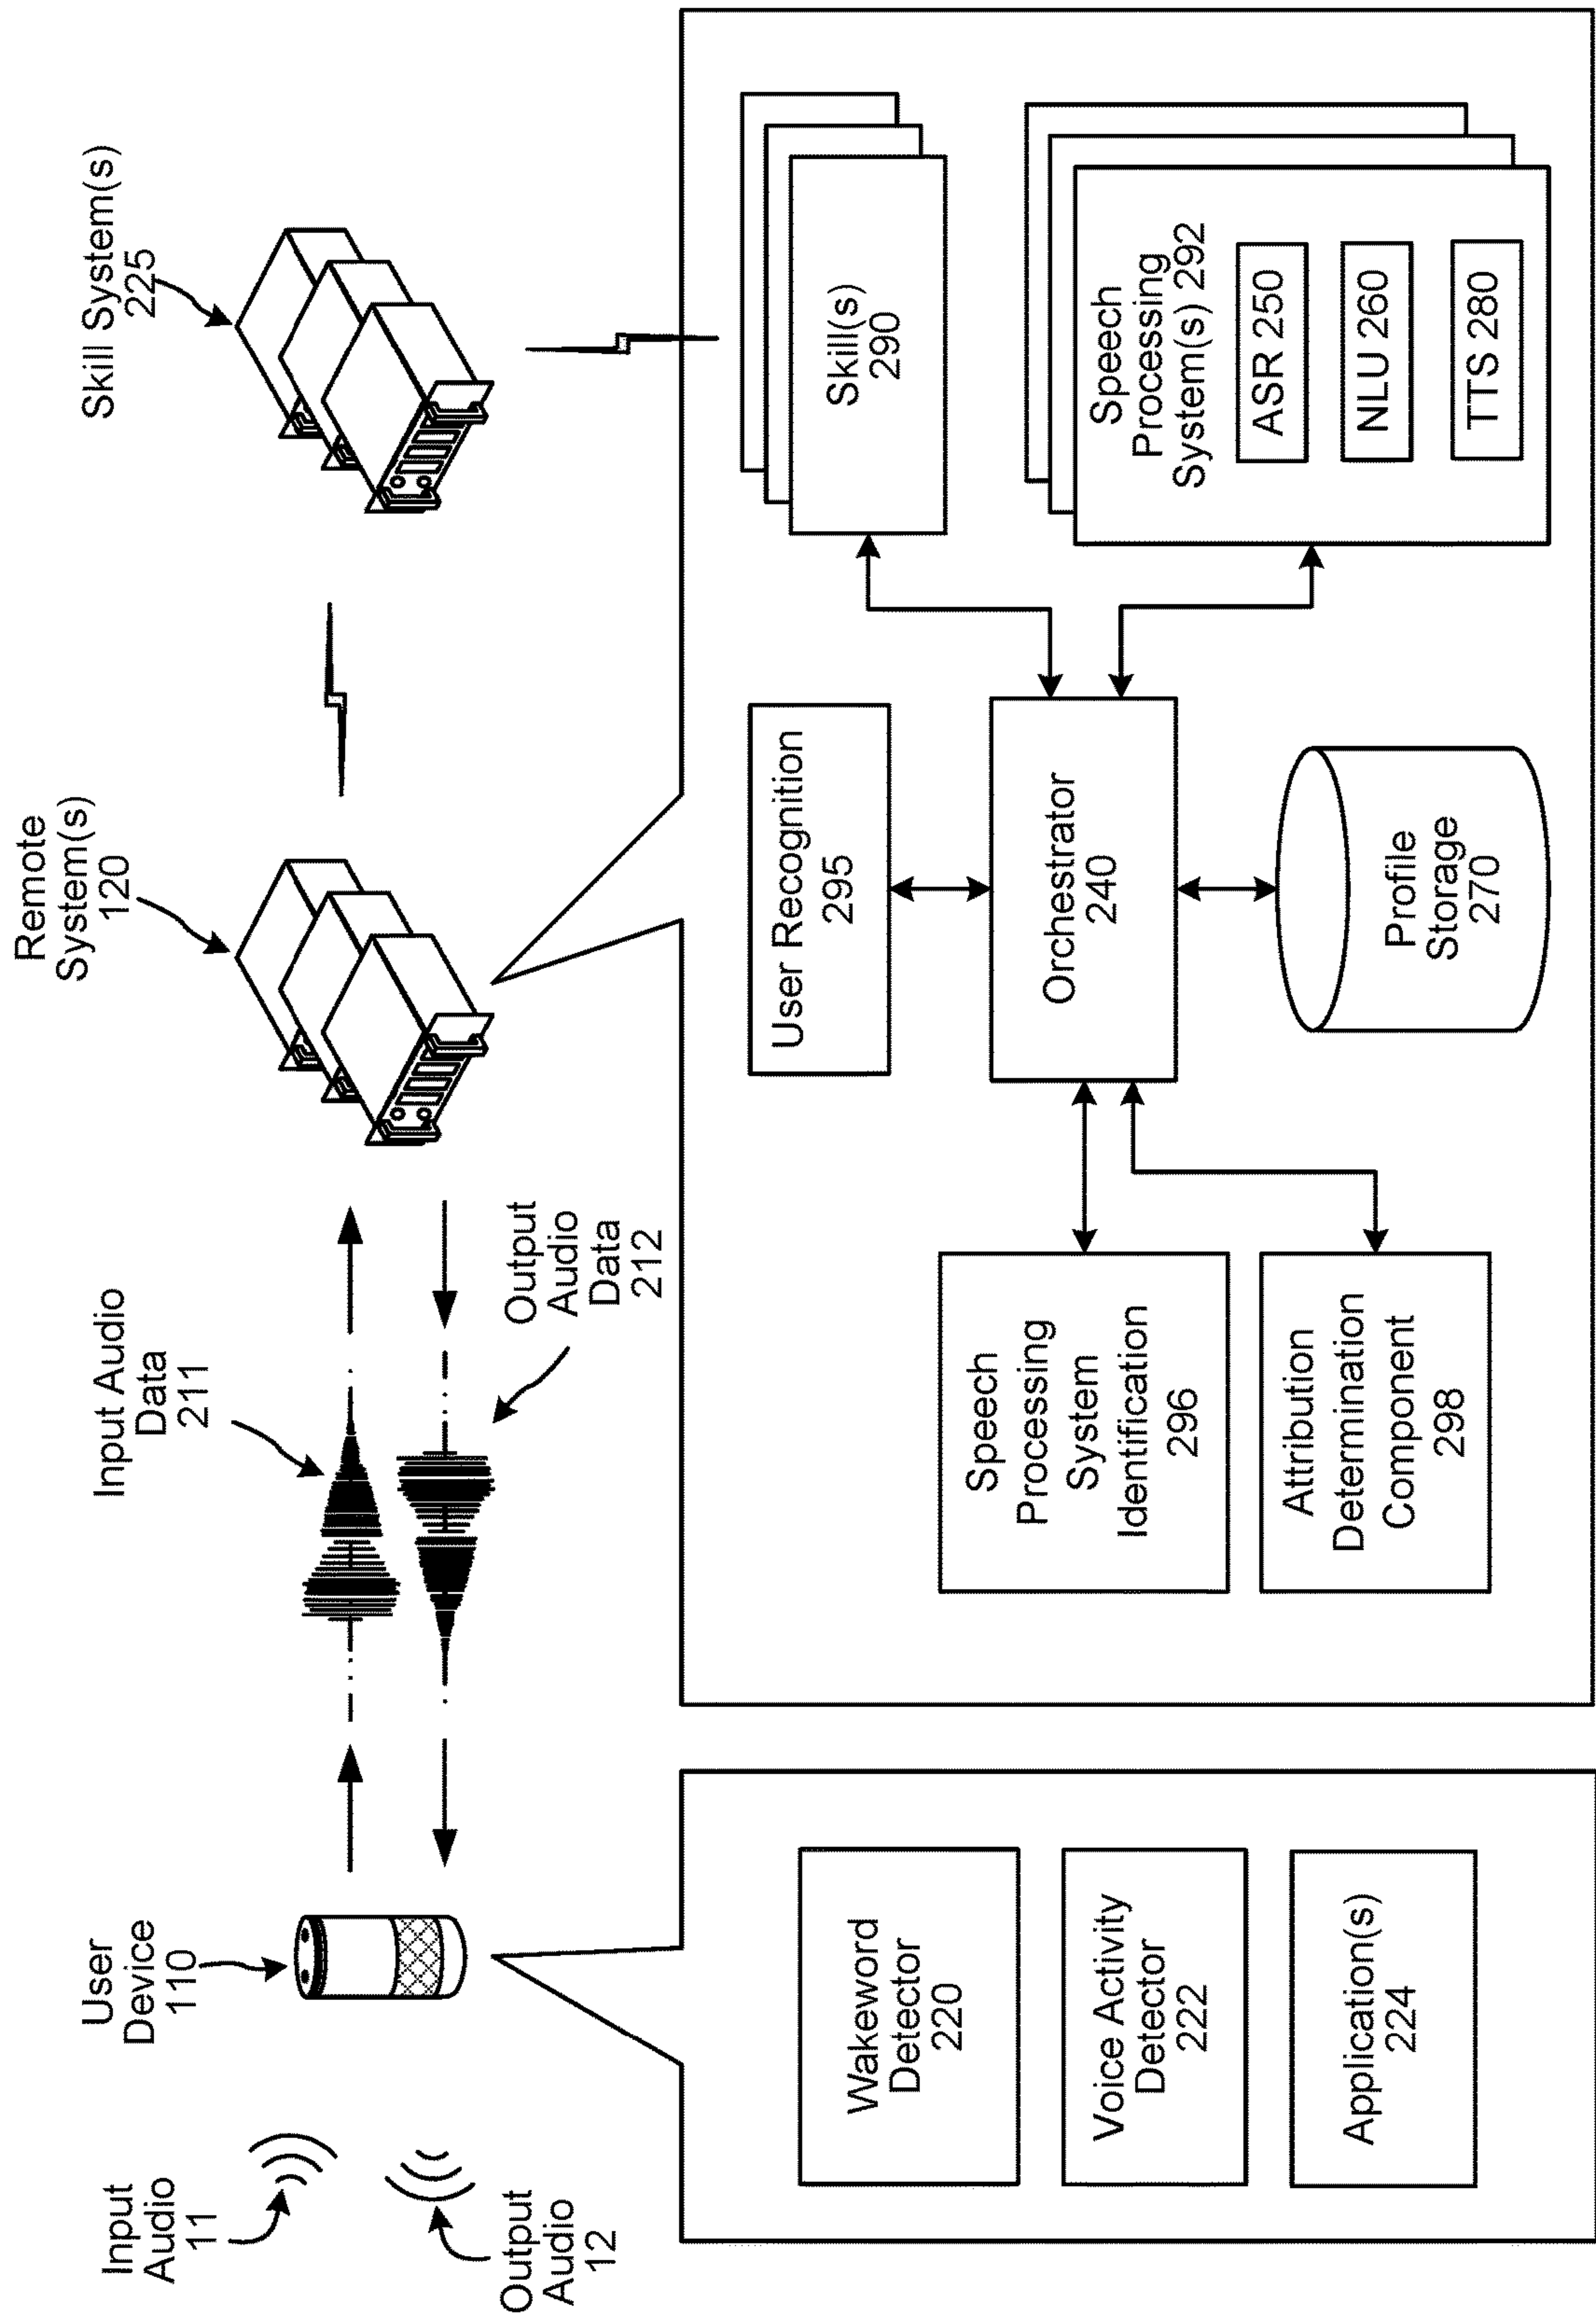 Input
Audio
11
Output
Audio
12
User
Device
110
Input Audio
Data
211
Output
Audio
Data
212
Remote
System(s)
120
Skill System(s)
225
Wakeword
Detector
220
Voice Activity
Detector
222
Application(s)
224
Speech
Processing
System
Identification
296
Attribution
Determination
Component
298
User Recognition
295
Orchestrator
240
Profile
Storage
270
Skill(s)
290
Speech
Processing
System(s) 292
ASR 250
NLU 260
TTS 280